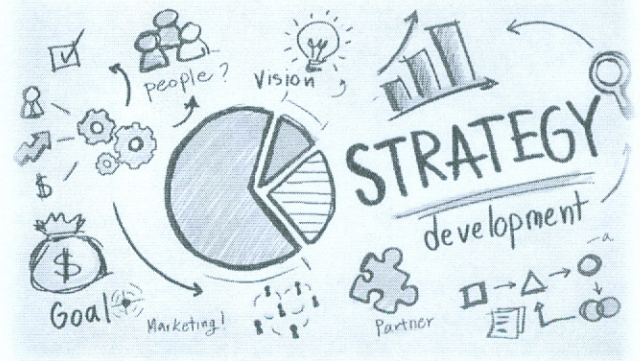 people?
Vision
STRATEGY
development
$
$
Goal
Marketing!
Partner
a